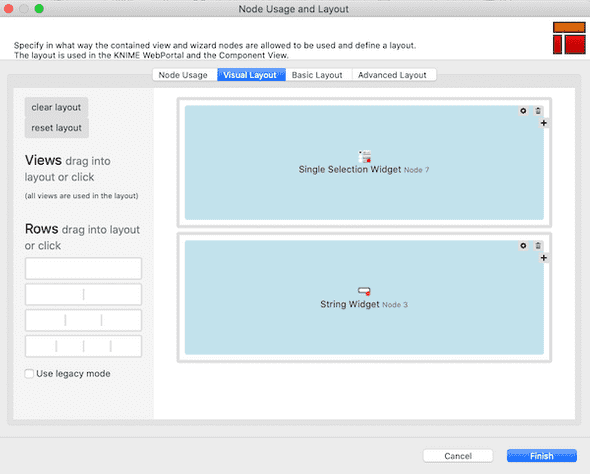 Node Usage and Layout
Specify in what way the contained view and wizard nodes are allowed to be used and define a layout.
The layout is used in the KNIME WebPortal and the Component View.
Node Usage Visual Layout Basic Layout Advanced Layout
clear layout
reset layout
Views drag into
layout or click
(all views are used in the layout)
Rows drag into layout
or click
Use legacy mode
Single Selection Widget Node 7
String Widget Node 3
Cancel Finish